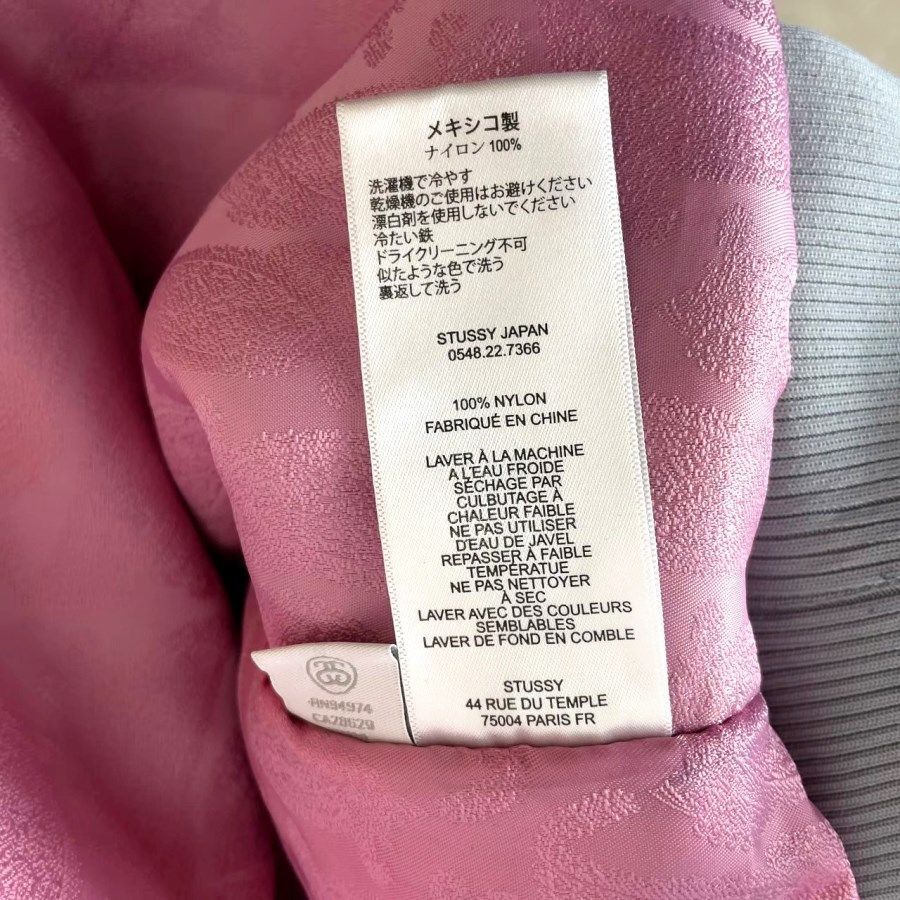 メキシコ製
ナイロン 100%
洗濯機で冷やす
乾燥機のご使用はお避けください
漂白剤を使用しないでください
冷たい鉄
ドライクリーニング不可
似たような色で洗う
裏返して洗う
STUSSY JAPAN
0548.22.7366
100% NYLON
FABRIQUÉ EN CHINE
LAVER À LA MACHINE
A L'EAU FROIDE
SÉCHAGE PAR
CULBUTAGE À
CHALEUR FAIBLE
NE PAS UTILISER
D'EAU DE JAVEL
REPASSER À FAIBLE
TEMPÉRATUE
NE PAS NETTOYER
À SEC
LAVER AVEC DES COULEURS
SEMBLABLES
LAVER DE FOND EN COMBLE
STUSSY
44 RUE DU TEMPLE
75004 PARIS FR
RN94974
CA28629